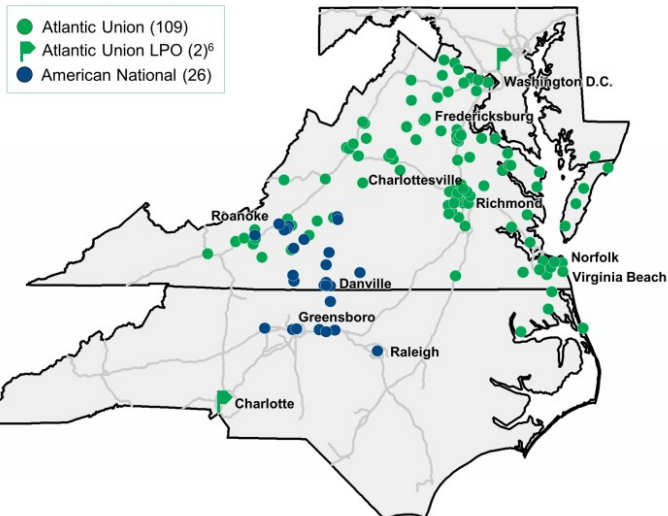 Atlantic Union (109)
Atlantic Union LPO (2)⁶
American National (26)
Washington D.C.
Fredericksburg
Charlottesville
Richmond
Roanoke
Norfolk
Virginia Beach
Danville
Greensboro
Raleigh
Charlotte